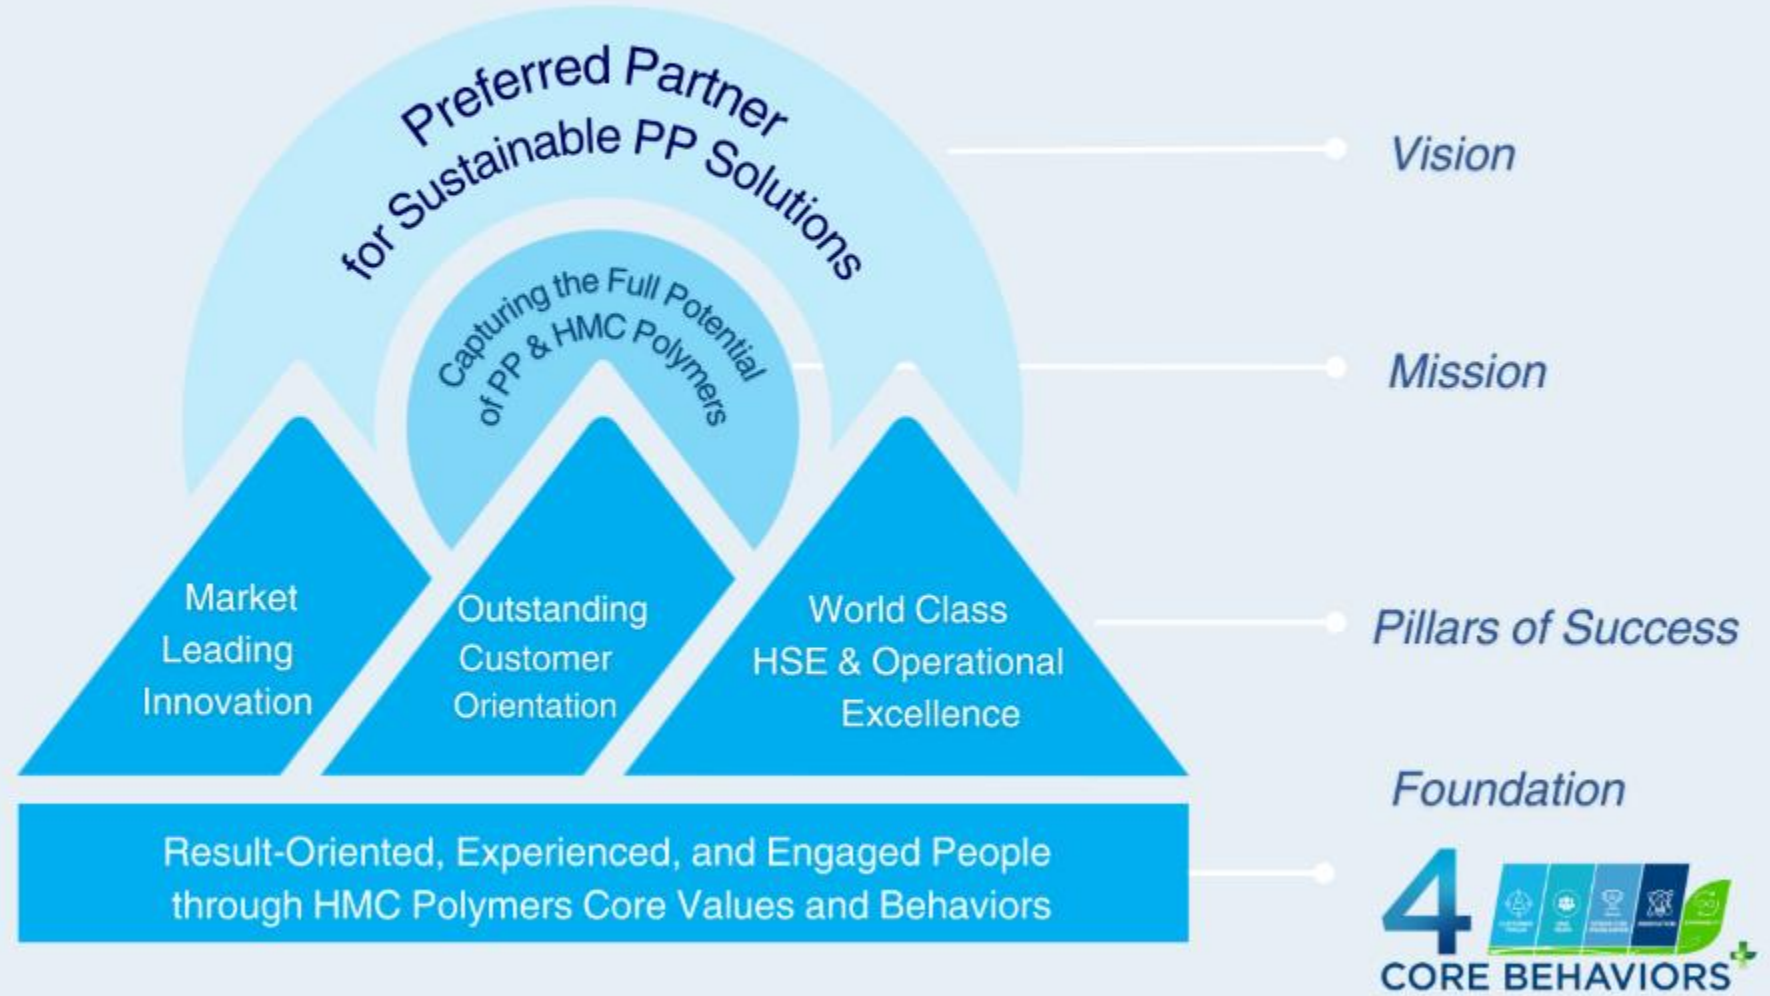 Preferred Partner
for Sustainable PP Solutions
Vision
Capturing the Full Potential
of PP & HMC Polymers
Mission
Market
Leading
Innovation
Outstanding
Customer
Orientation
World Class
HSE & Operational
Excellence
Pillars of Success
Result-Oriented, Experienced, and Engaged People
through HMC Polymers Core Values and Behaviors
Foundation
4
CORE BEHAVIORS+